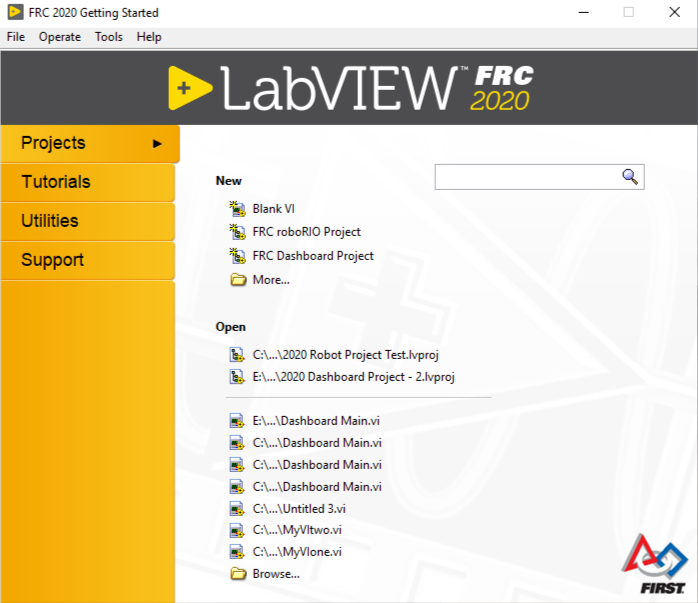 FRC 2020 Getting Started
File Operate Tools Help
LabVIEW™ FRC 2020
Projects
Tutorials
Utilities
Support
New
Blank VI
FRC roboRIO Project
FRC Dashboard Project
More...
Open
C:\...\2020 Robot Project Test.lvproj
E:\...\2020 Dashboard Project - 2.lvproj
E:\...\Dashboard Main.vi
C:\...\Dashboard Main.vi
C:\...\Dashboard Main.vi
C:\...\Dashboard Main.vi
C:\...\Untitled 3.vi
C:\...\MyVItwo.vi
C:\...\MyVIone.vi
Browse...
FIRST